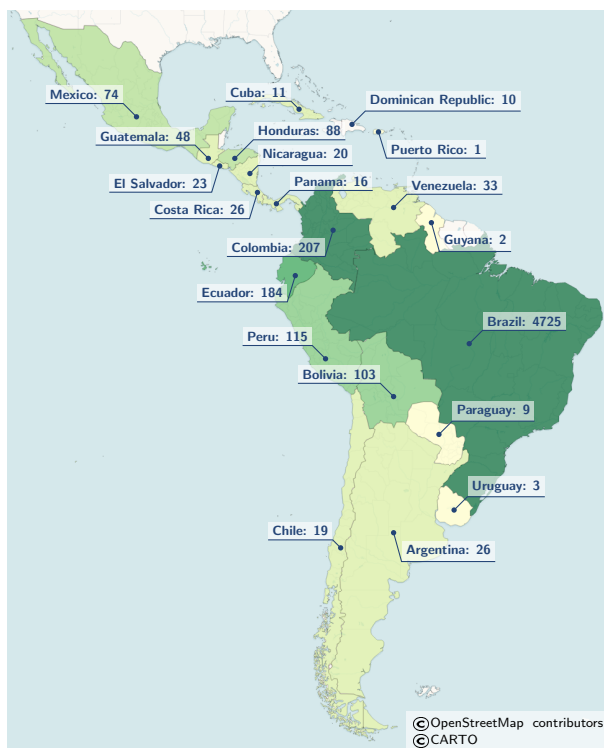 Cuba: 11
Mexico: 74
Dominican Republic: 10
Guatemala: 48
Honduras: 88
Puerto Rico: 1
Nicaragua: 20
El Salvador: 23
Panama: 16
Venezuela: 33
Costa Rica: 26
Colombia: 207
Guyana: 2
Ecuador: 184
Brazil: 4725
Peru: 115
Bolivia: 103
Paraguay: 9
Uruguay: 3
Chile: 19
Argentina: 26
©OpenStreetMap contributors
©CARTO